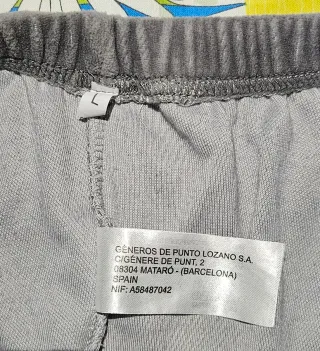 L
GÉNEROS DE PUNTO LOZANO S.A.
C/GÉNERE DE PUNT, 2
08304 MATARÓ - (BARCELONA)
SPAIN
NIF: A58487042